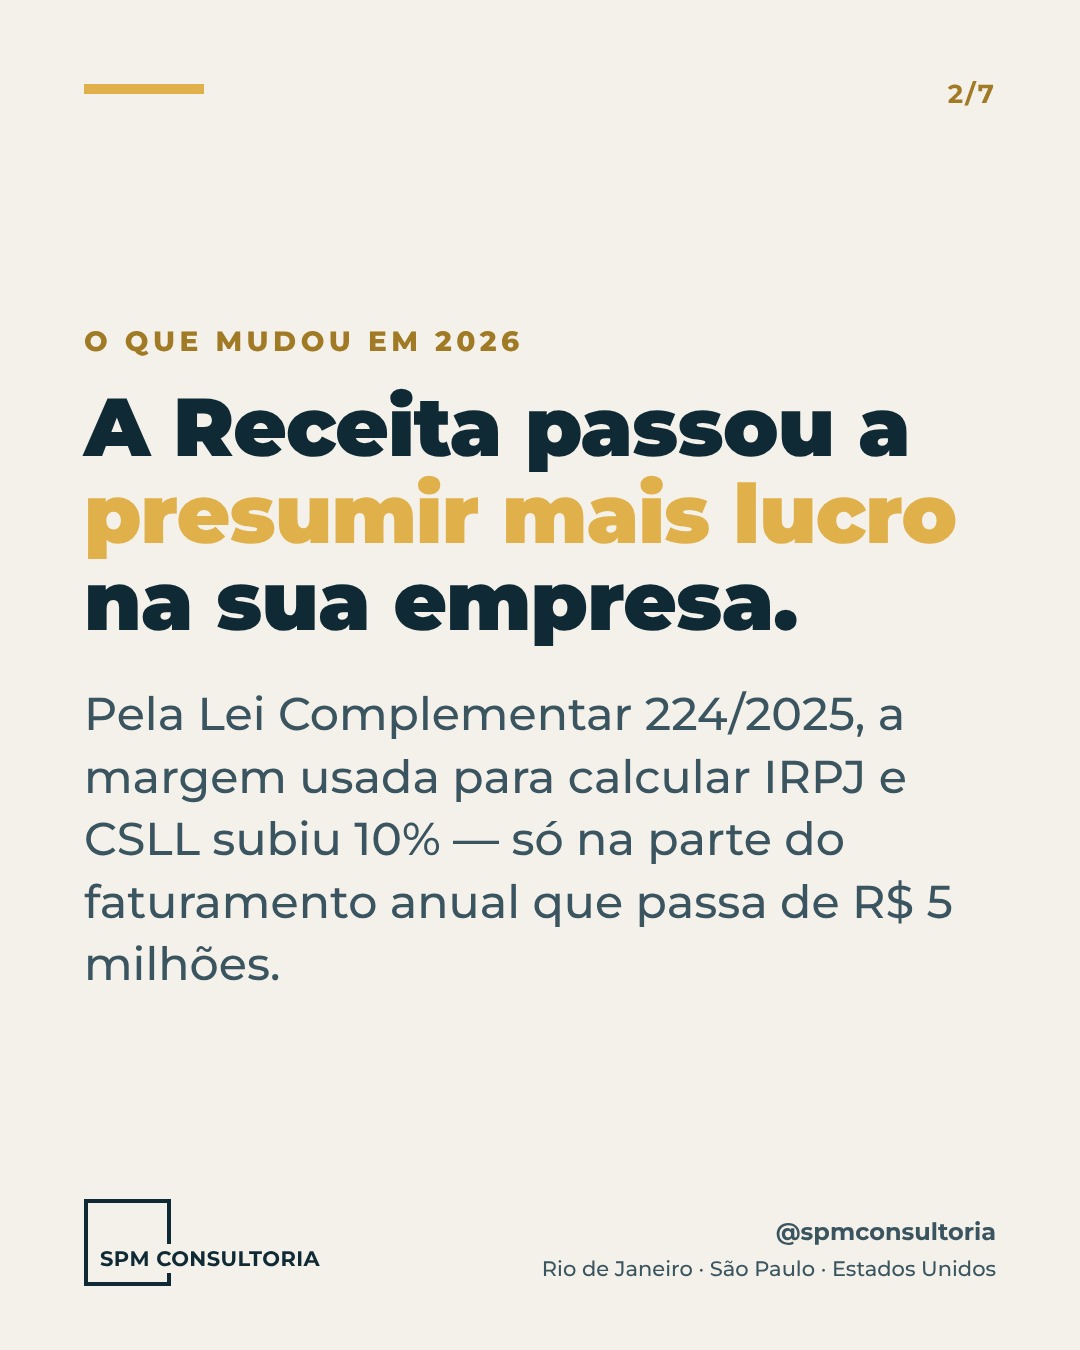 2/7
O QUE MUDOU EM 2026
A Receita passou a
presumir mais lucro
na sua empresa.
Pela Lei Complementar 224/2025, a
margem usada para calcular IRPJ e
CSLL subiu 10% — só na parte do
faturamento anual que passa de R$ 5
milhões.
SPM CONSULTORIA
@spmconsultoria
Rio de Janeiro · São Paulo · Estados Unidos